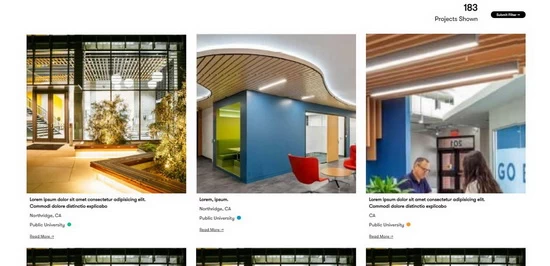 183
Projects Shown
Submit Filter →
Lorem ipsum dolor sit amet consectetur adipisicing elit.
Commodi dolore distinctio explicabo
Northridge, CA
Public University
Read More →
Lorem, ipsum.
Northridge, CA
Public University
Read More →
201
GO B
Lorem ipsum dolor sit amet consectetur adipisicing elit.
Commodi dolore distinctio explicabo
CA
Public University
Read More →